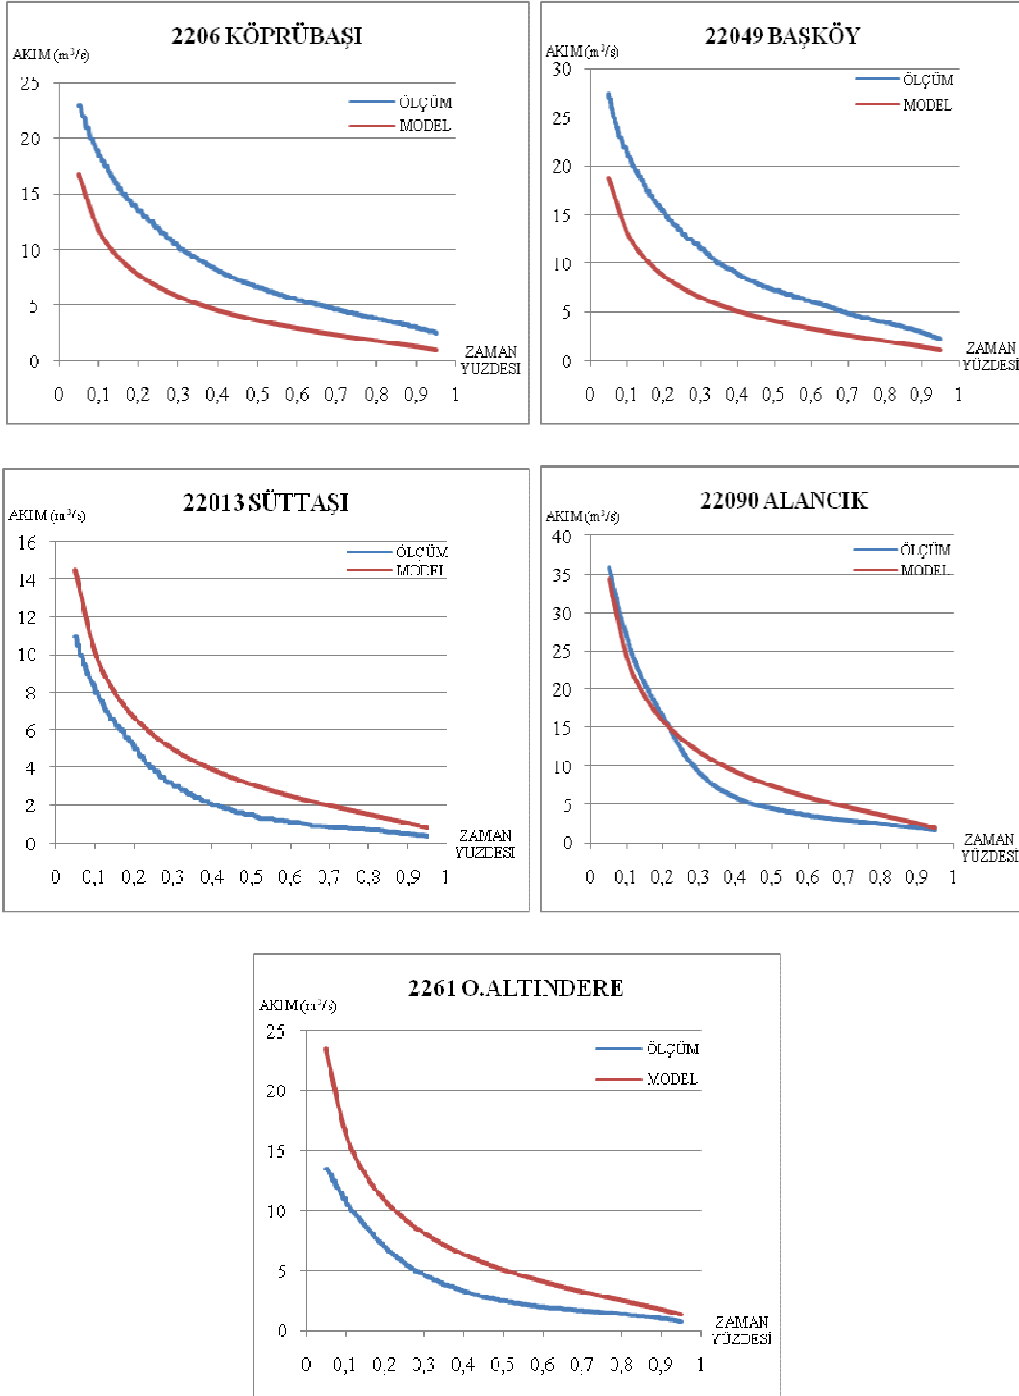 2206 KÖPRÜBAŞI
AKIM (m³/s)
25
20
15
10
5
0
ÖLÇÜM
MODEL
ZAMAN
YÜZDESI
0 0,1 0,2 0,3 0,4 0,5 0,6 0,7 0,8 0,9 1
22049 BAŞKÖY
AKIM (m³/s)
30
25
20
15
10
5
0
ÖLÇÜM
MODEL
ZAMAN
YÜZDESİ
0 0,1 0,2 0,3 0,4 0,5 0,6 0,7 0,8 0,9 1
22013 SÜTTAŞI
AKIM (m³/s)
16
14
12
10
8
6
4
2
0
ÖLÇÜM
MODEL
ZAMAN
YÜZDESI
0 0,1 0,2 0,3 0,4 0,5 0,6 0,7 0,8 0,9 1
22090 ALANCIK
AKIM (m³/s)
40
35
30
25
20
15
10
5
0
ÖLÇÜM
MODEL
ZAMAN
YÜZDESİ
0 0,1 0,2 0,3 0,4 0,5 0,6 0,7 0,8 0,9 1
2261 O.ALTINDERE
AKIM (m³/s)
25
20
15
10
5
0
ÖLÇÜM
MODEL
ZAMAN
YÜZDESİ
0 0,1 0,2 0,3 0,4 0,5 0,6 0,7 0,8 0,9 1